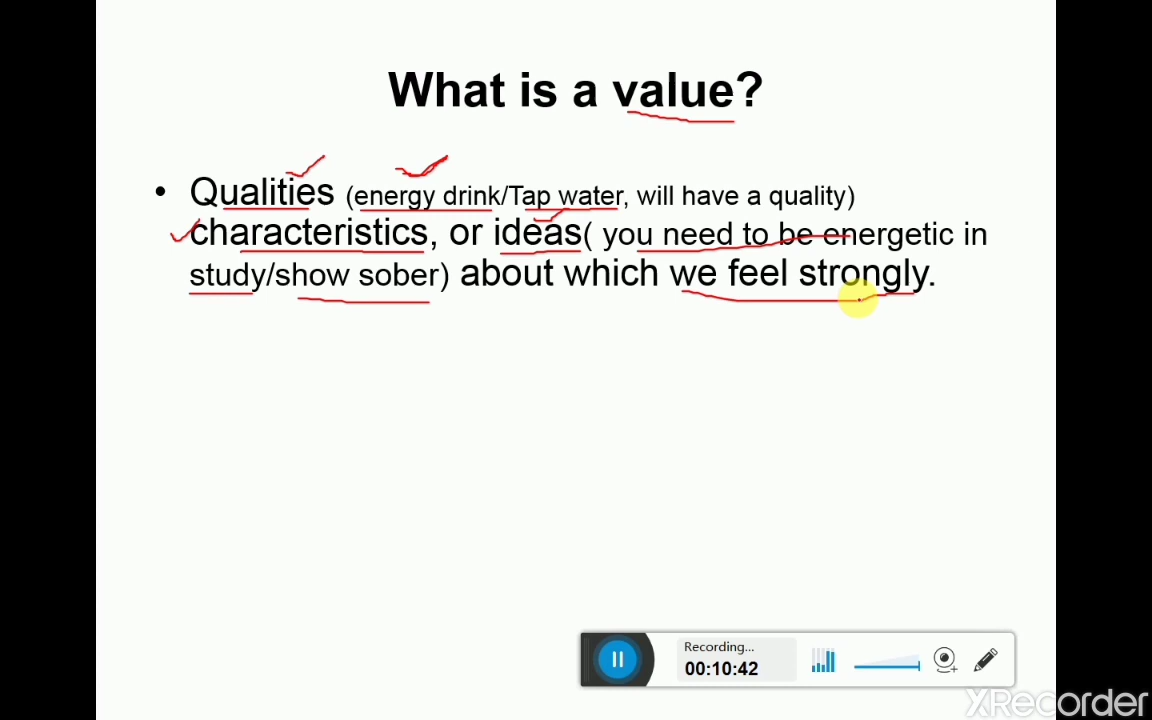 What is a value?
• Qualities (energy drink/Tap water, will have a quality)
characteristics, or ideas( you need to be energetic in
study/show sober) about which we feel strongly.
Recording...
00:10:42
XRecorder